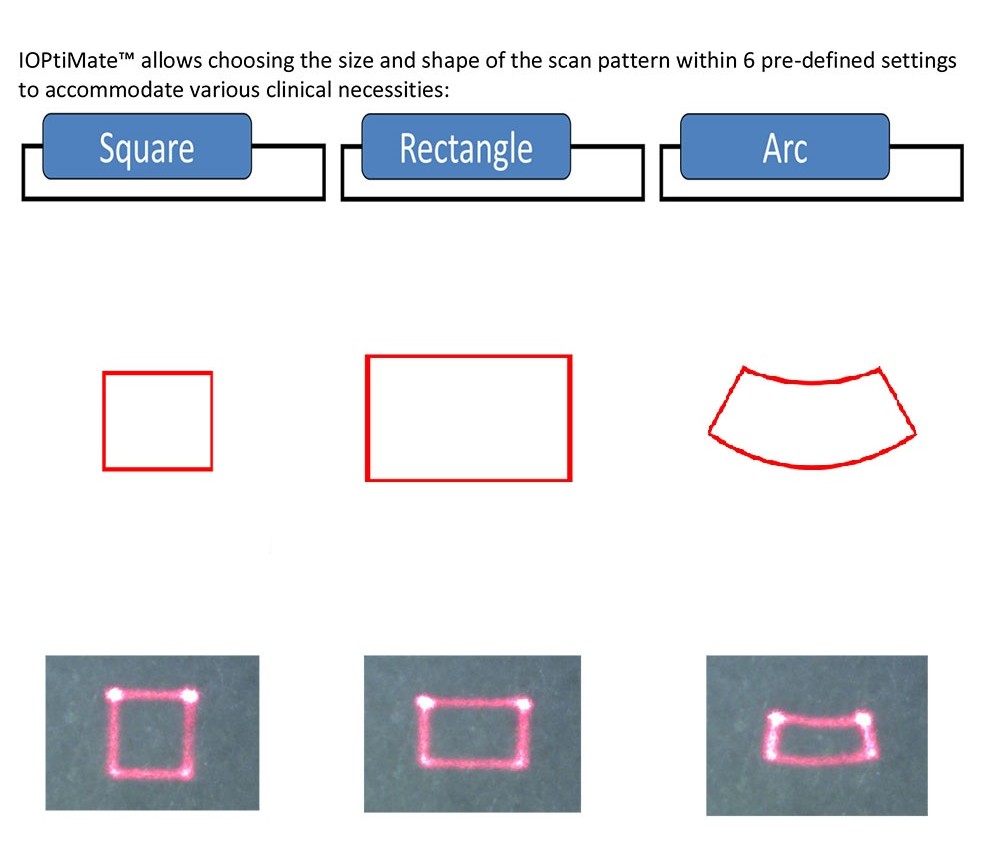 IOPtiMate™ allows choosing the size and shape of the scan pattern within 6 pre-defined settings
to accommodate various clinical necessities:
Square
Rectangle
Arc